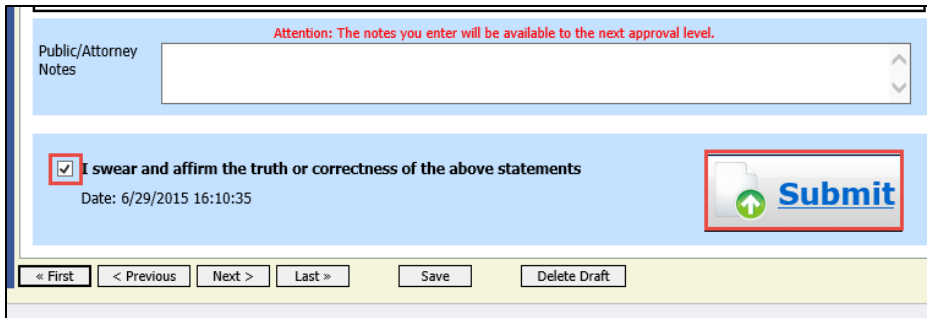 Attention: The notes you enter will be available to the next approval level.
Public/Attorney
Notes
I swear and affirm the truth or correctness of the above statements
Date: 6/29/2015 16:10:35
Submit
« First < Previous Next > Last » Save Delete Draft